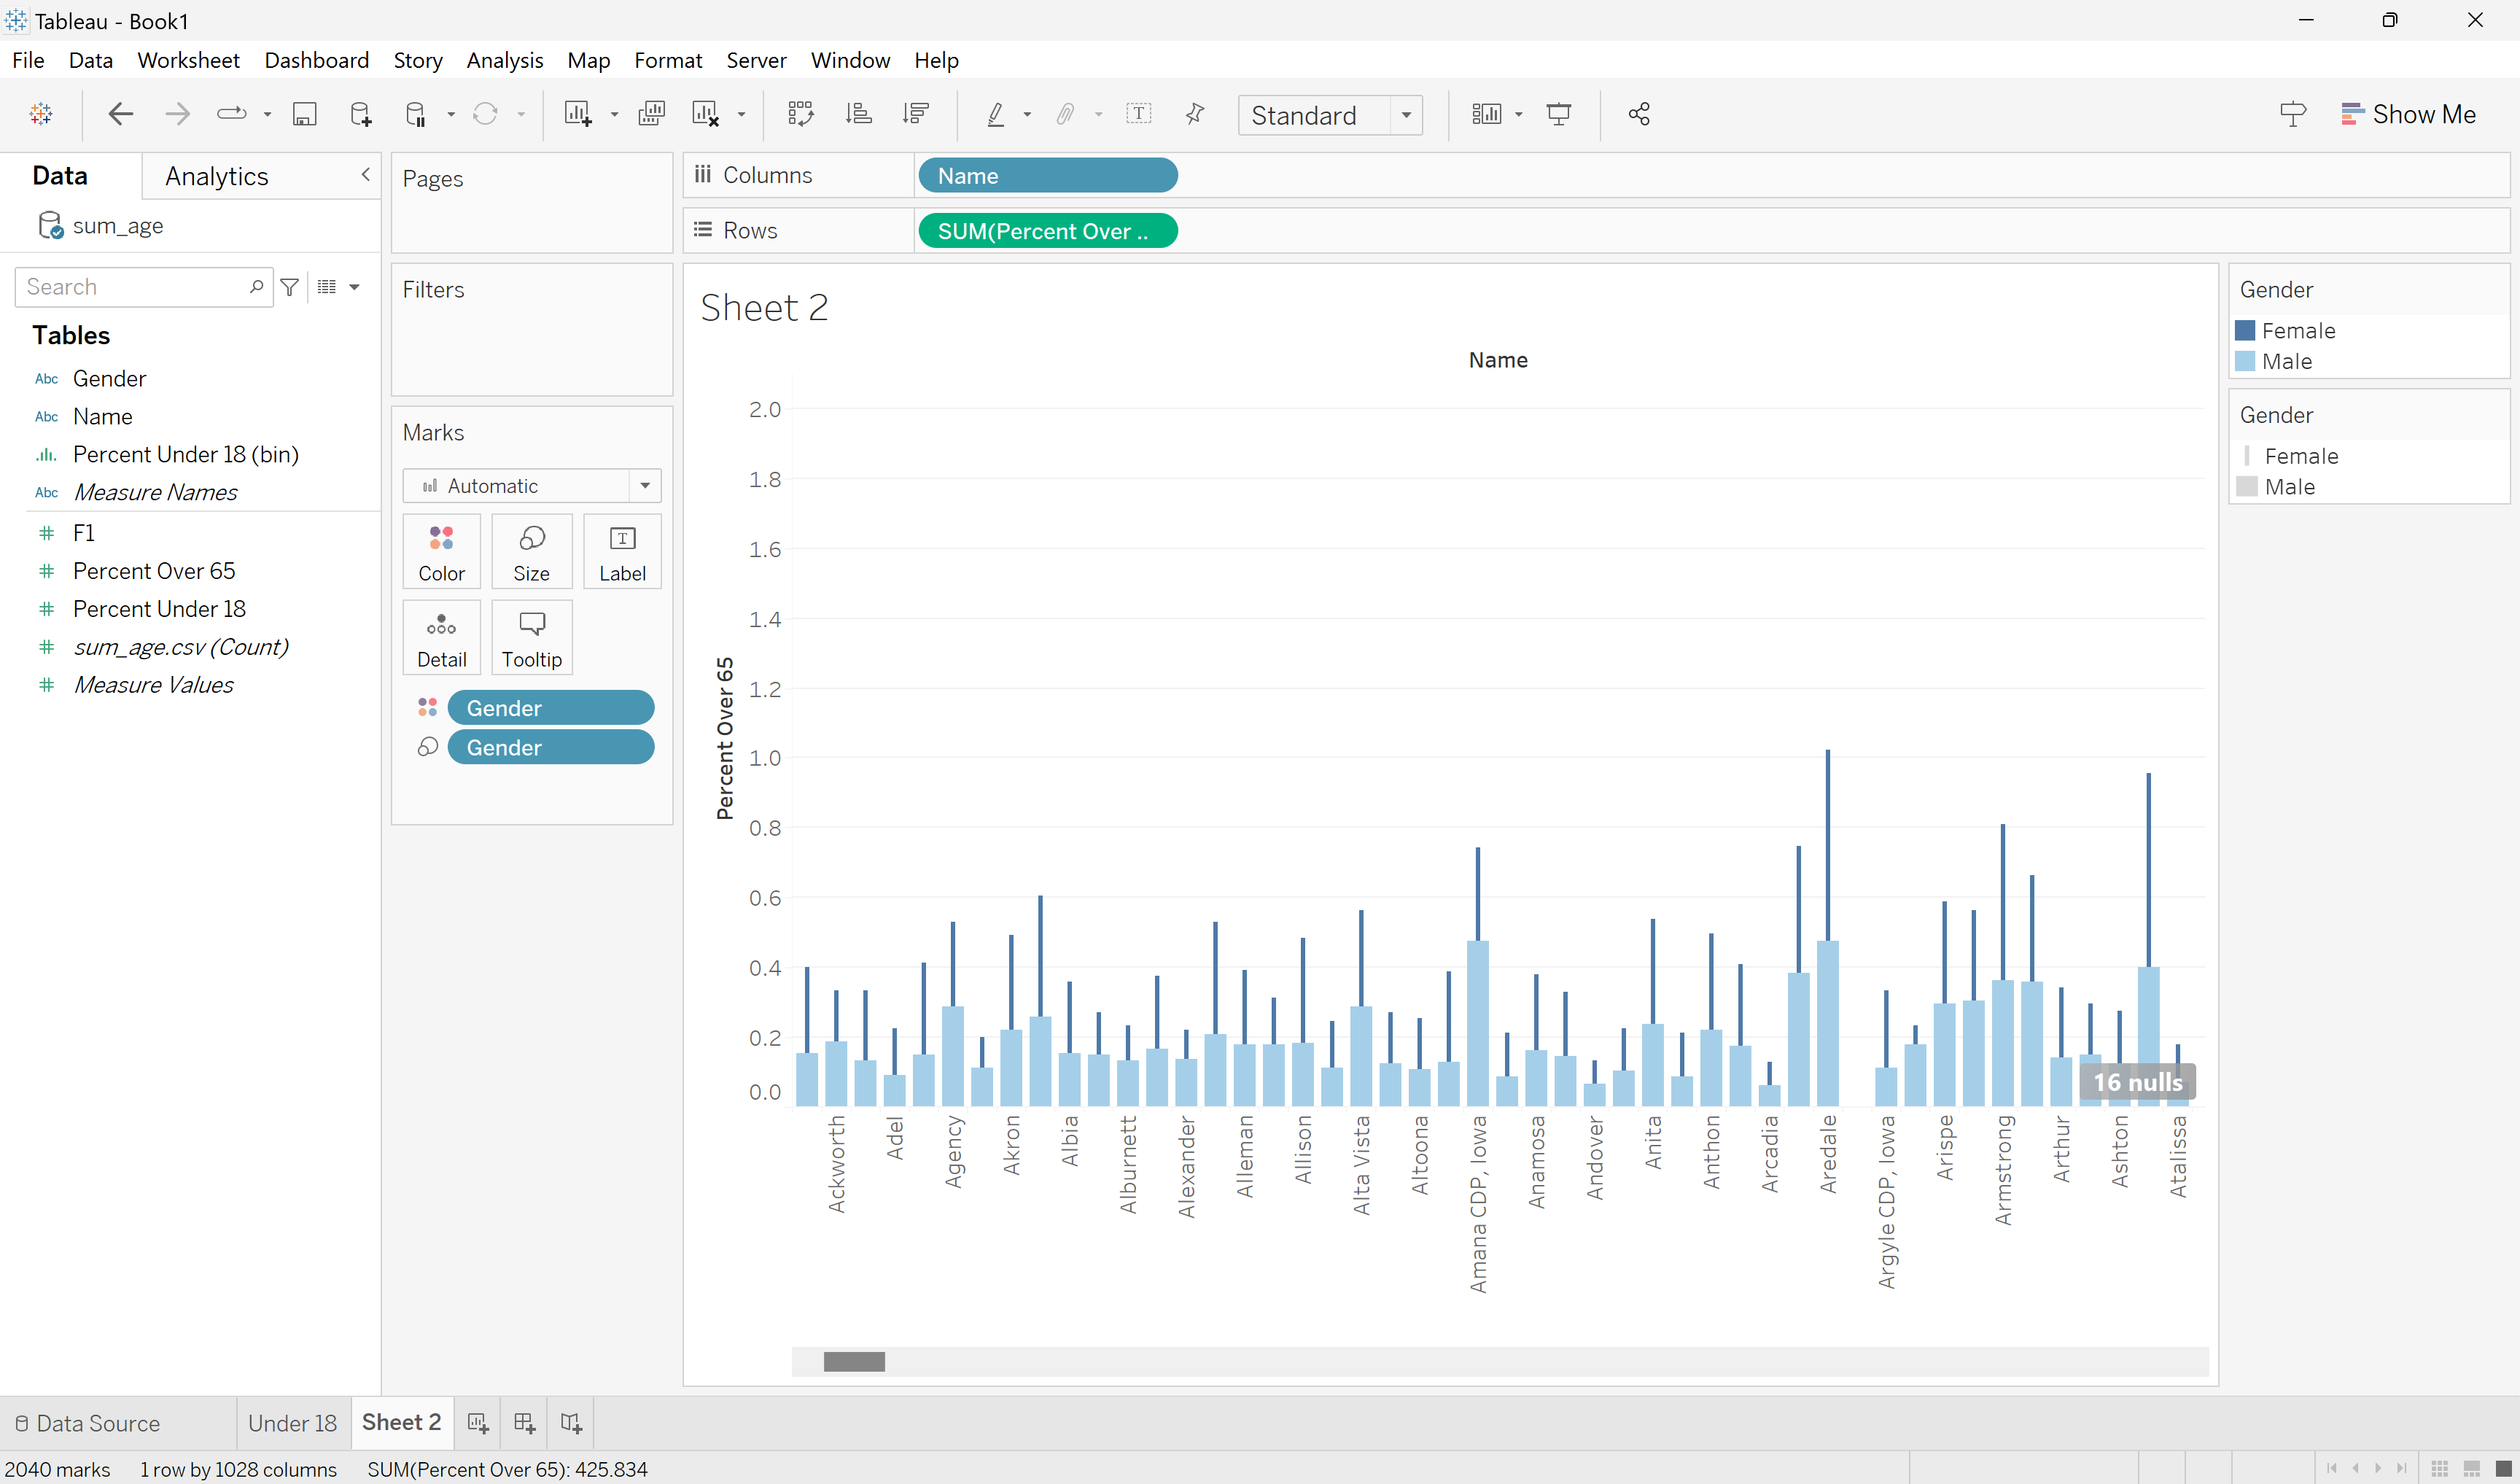 Tableau - Book1
File Data Worksheet Dashboard Story Analysis Map Format Server Window Help
Standard
Show Me
Data Analytics
sum_age
Search
Tables
Abc Gender
Abc Name
Percent Under 18 (bin)
Abc Measure Names
F1
Percent Over 65
Percent Under 18
sum_age.csv (Count)
Measure Values
Pages
Filters
Marks
Automatic
Color Size Label
Detail Tooltip
Gender
Gender
Columns Name
Rows SUM(Percent Over ..
Sheet 2
Name
Percent Over 65
2.0
1.8
1.6
1.4
1.2
1.0
0.8
0.6
0.4
0.2
0.0
16 nulls
Ackworth
Adel
Agency
Akron
Albia
Alburnett
Alexander
Alleman
Allison
Alta Vista
Altoona
Amana CDP, Iowa
Anamosa
Andover
Anita
Anthon
Arcadia
Aredale
Argyle CDP, Iowa
Arispe
Armstrong
Arthur
Ashton
Atalissa
Gender
Female
Male
Gender
Female
Male
Data Source Under 18 Sheet 2
2040 marks 1 row by 1028 columns SUM(Percent Over 65): 425.834